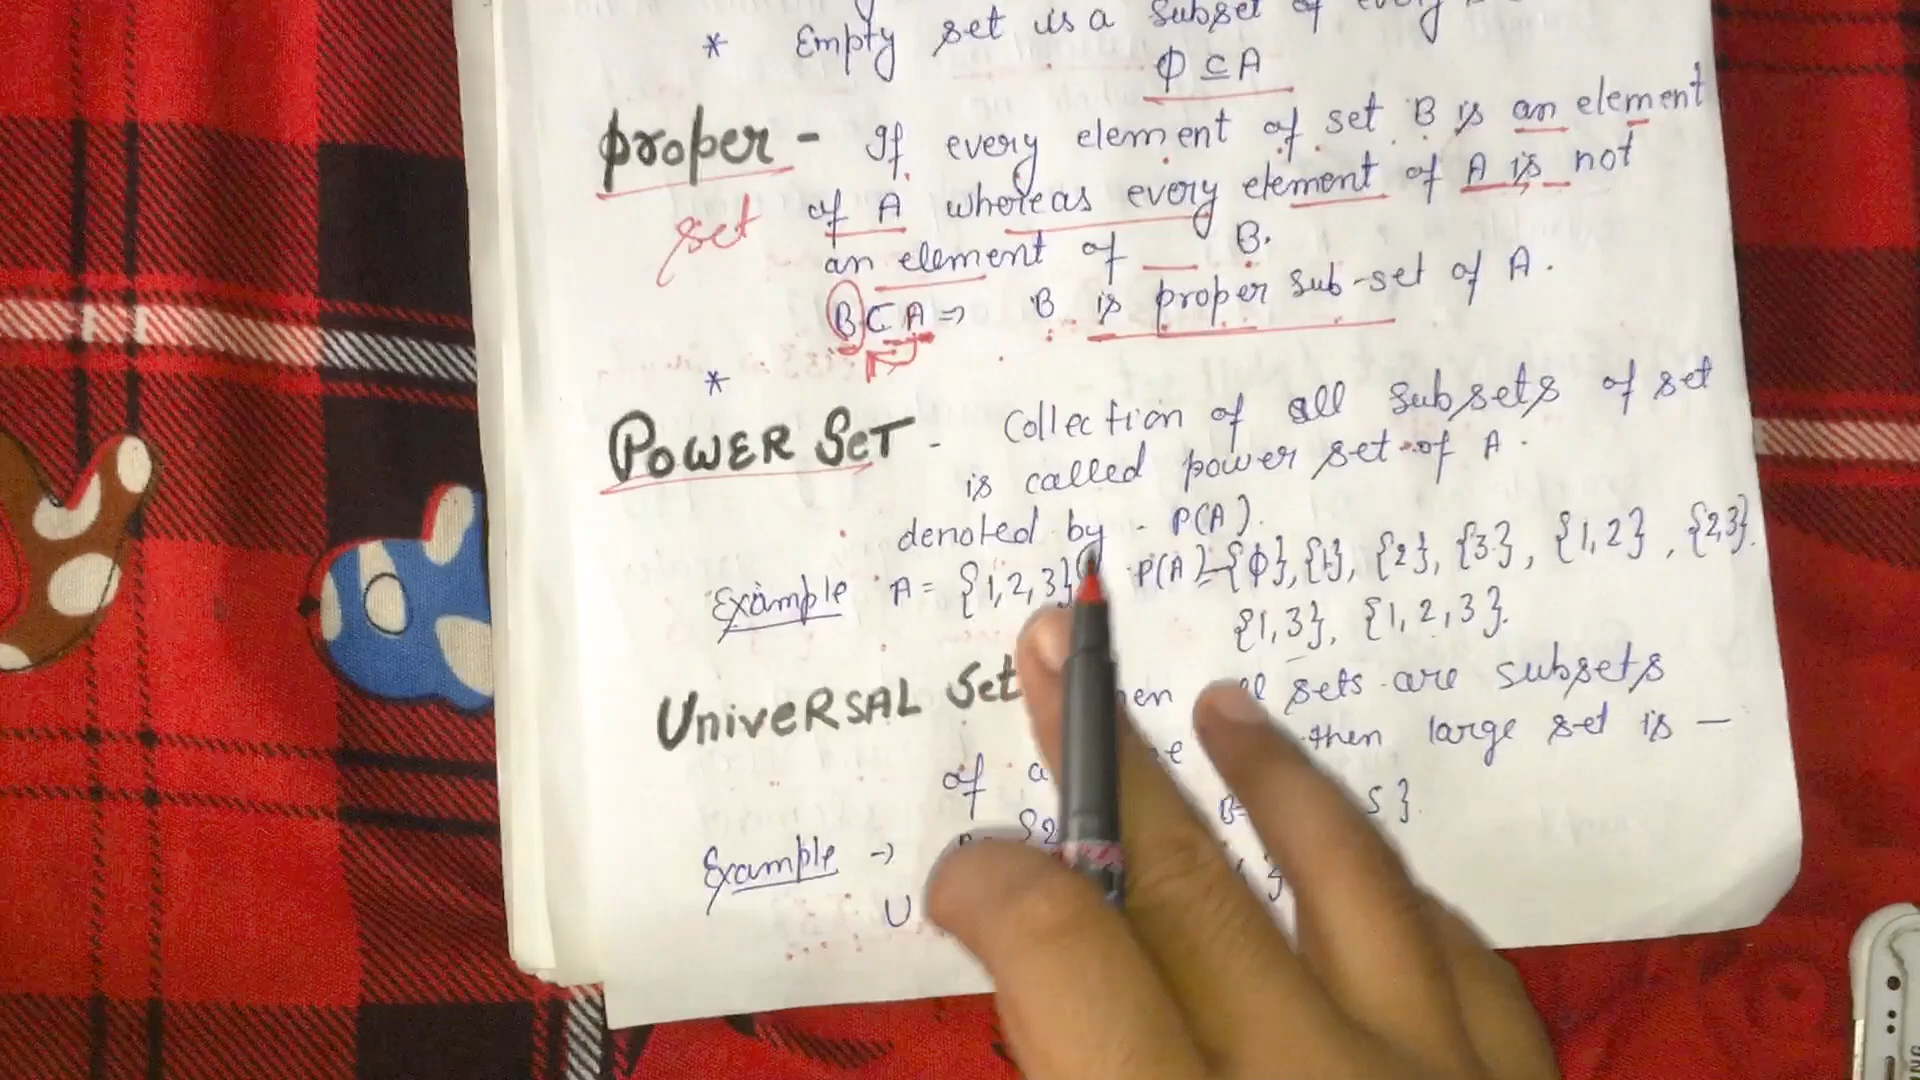 * Empty set is a subset of every
ϕ ⊆ A
proper - If every element of set B is an element
set of A whereas every element of A is not
an element of B.
B ⊂ A ⇒ B is proper sub-set of A.
*
POWER SET - Collection of all subsets of set
is called power set of A.
denoted by - P(A).
Example A = {1,2,3} P(A) = {ϕ}, {1}, {2}, {3}, {1,2}, {2,3}.
{1,3}, {1,2,3}.
UNIVERSAL Set sets are subsets
of a then large set is —
Example →
U